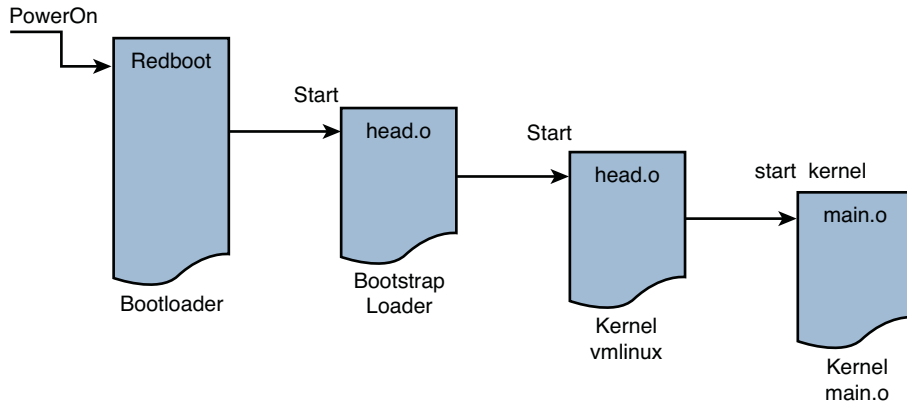 PowerOn
Redboot
Bootloader
Start
head.o
Bootstrap
Loader
Start
head.o
Kernel
vmlinux
start kernel
main.o
Kernel
main.o